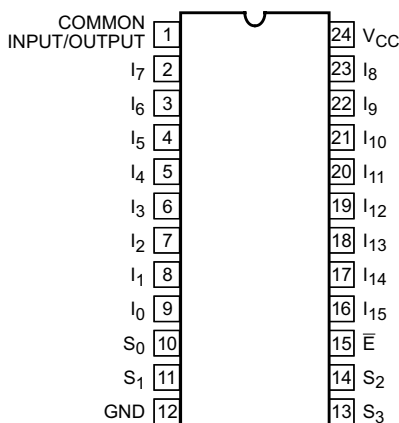 COMMON
INPUT/OUTPUT 1 24 VCC
I7 2 23 I8
I6 3 22 I9
I5 4 21 I10
I4 5 20 I11
I3 6 19 I12
I2 7 18 I13
I1 8 17 I14
I0 9 16 I15
S0 10 15 E̅
S1 11 14 S2
GND 12 13 S3